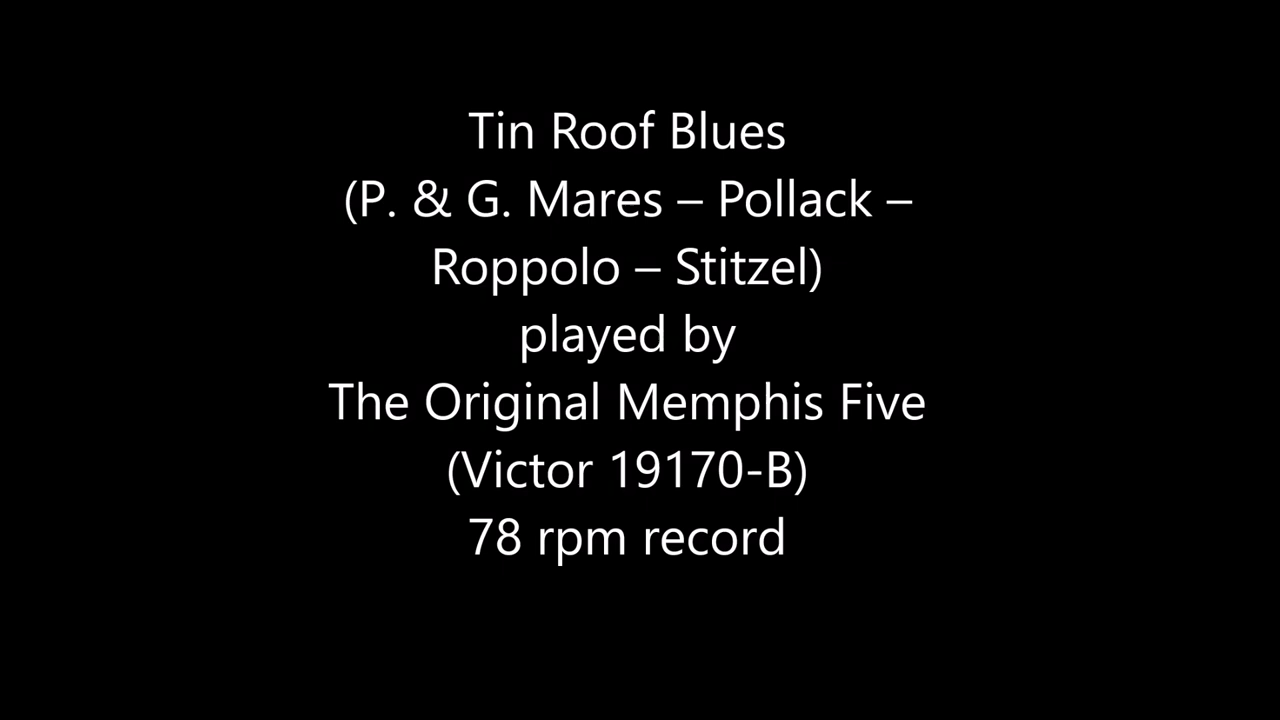 Tin Roof Blues
(P. & G. Mares – Pollack –
Roppolo – Stitzel)
played by
The Original Memphis Five
(Victor 19170-B)
78 rpm record